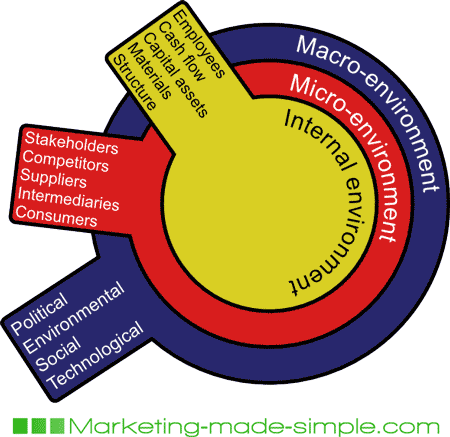 Employees
Cash flow
Capital assets
Materials
Structure
Macro-environment
Micro-environment
Internal environment
Stakeholders
Competitors
Suppliers
Intermediaries
Consumers
Political
Environmental
Social
Technological
Marketing-made-simple.com